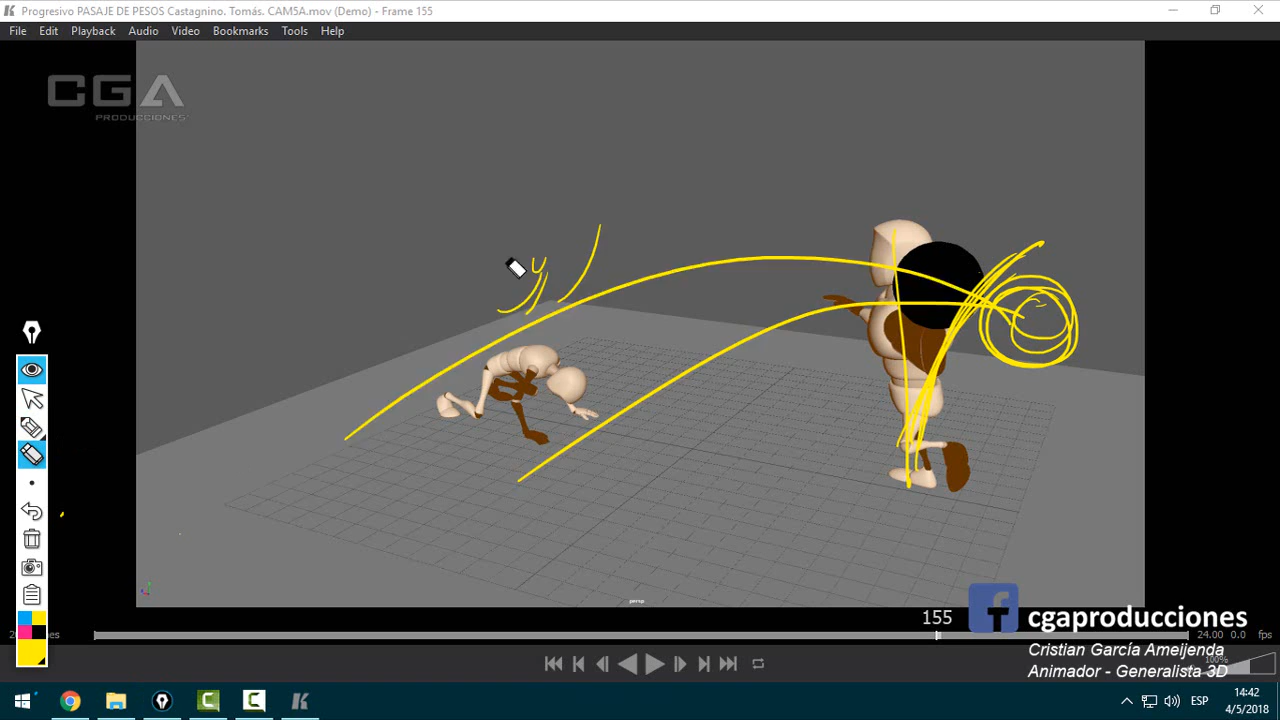 Progresivo PASAJE DE PESOS Castagnino. Tomás. CAM5A.mov (Demo) - Frame 155
File Edit Playback Audio Video Bookmarks Tools Help
CGA
PRODUCCIONES
persp
155
24.00 0.0 fps
cgaproducciones
Cristian García Ameijenda
100%
Animador - Generalista 3D
ESP
14:42
4/5/2018